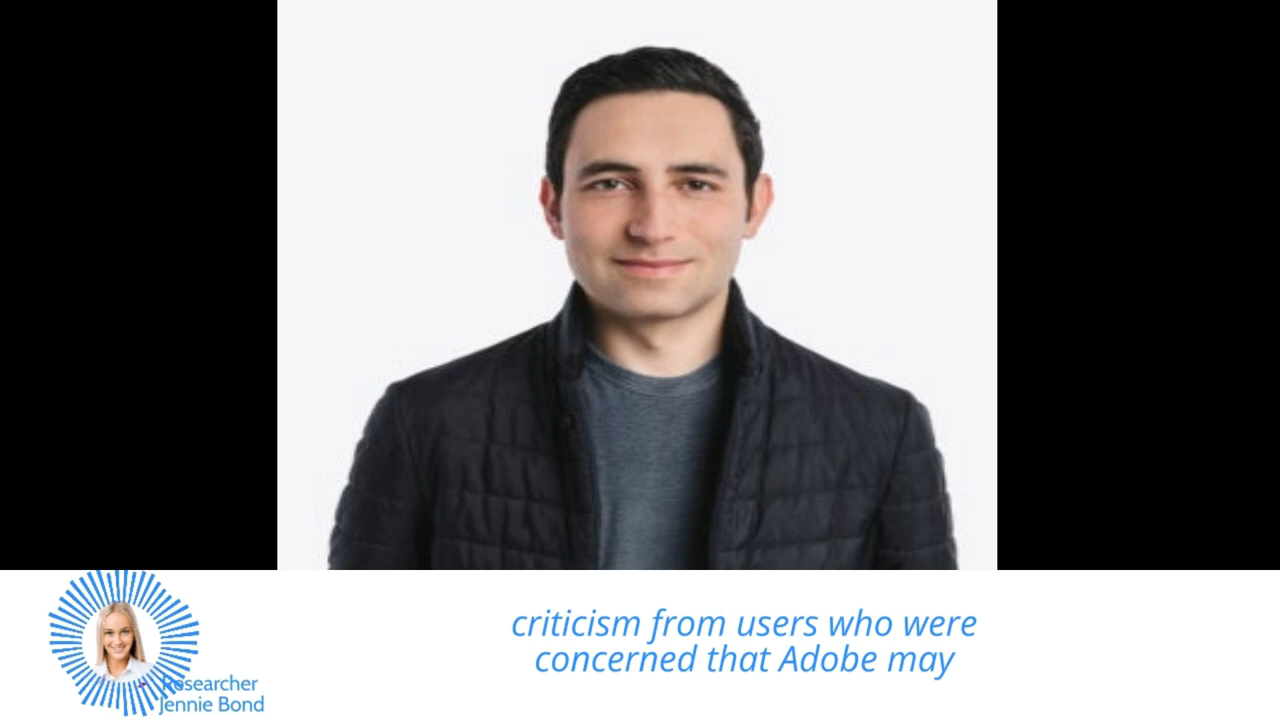 criticism from users who were
concerned that Adobe may
Researcher
Jennie Bond